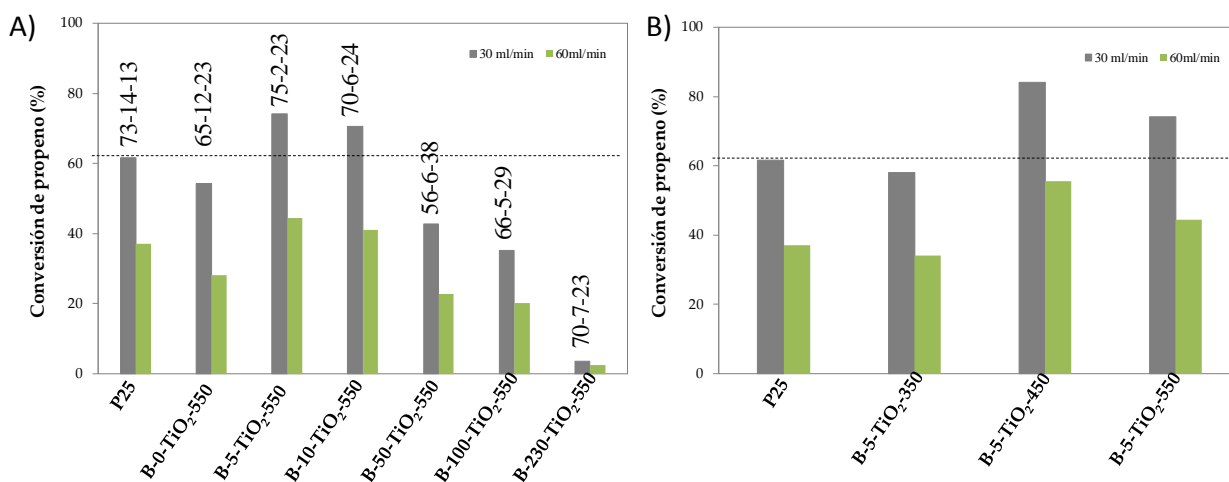 A)
Conversión de propeno (%)
100
80
60
40
20
0
30 ml/min
60ml/min
73-14-13
65-12-23
75-2-23
70-6-24
56-6-38
66-5-29
70-7-23
P25
B-0-TiO₂-550
B-5-TiO₂-550
B-10-TiO₂-550
B-50-TiO₂-550
B-100-TiO₂-550
B-230-TiO₂-550
B)
Conversión de propeno (%)
100
80
60
40
20
0
30 ml/min
60ml/min
P25
B-5-TiO₂-350
B-5-TiO₂-450
B-5-TiO₂-550